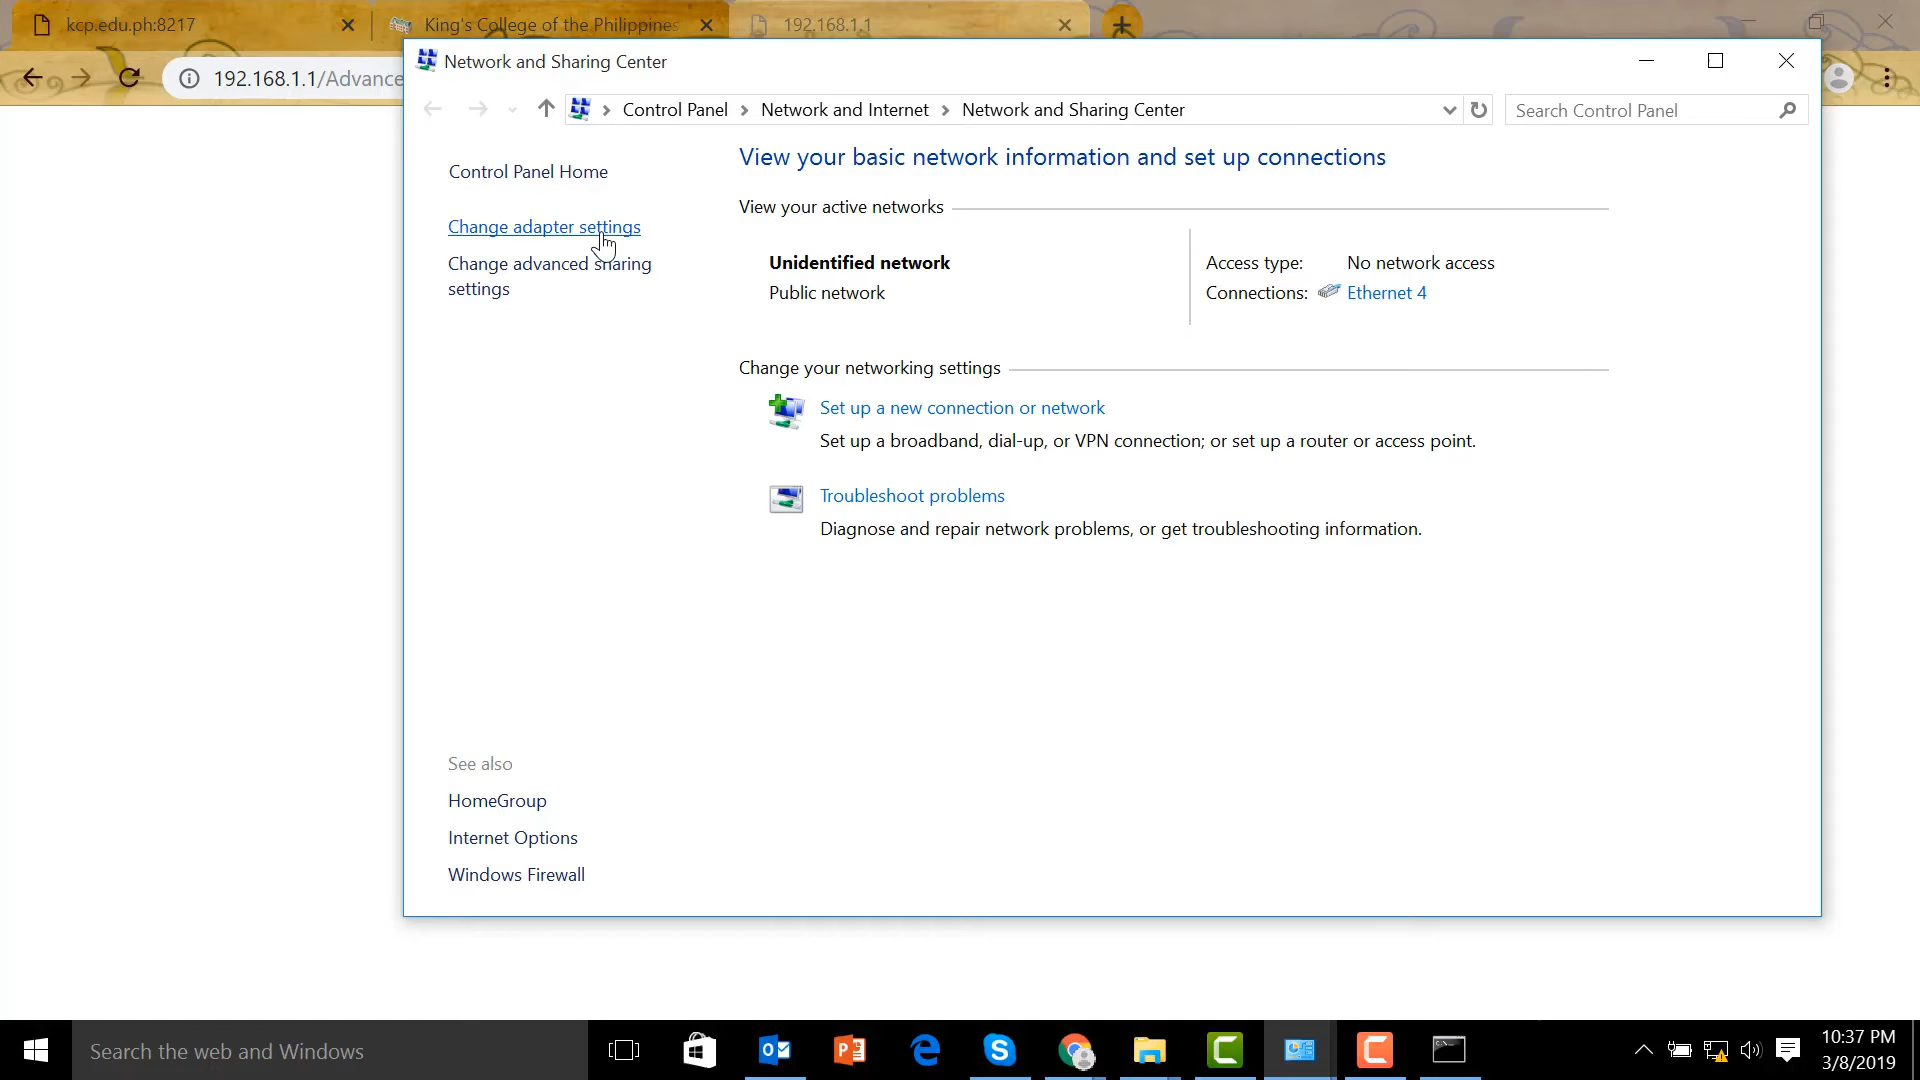 kcp.edu.ph:8217
King's College of the Philippines
192.168.1.1
192.168.1.1/Advance
Network and Sharing Center
Control Panel
Network and Internet
Network and Sharing Center
Search Control Panel
Control Panel Home
Change adapter settings
Change advanced sharing
settings
View your basic network information and set up connections
View your active networks
Unidentified network
Public network
Access type: No network access
Connections: Ethernet 4
Change your networking settings
Set up a new connection or network
Set up a broadband, dial-up, or VPN connection; or set up a router or access point.
Troubleshoot problems
Diagnose and repair network problems, or get troubleshooting information.
See also
HomeGroup
Internet Options
Windows Firewall
Search the web and Windows
10:37 PM
3/8/2019